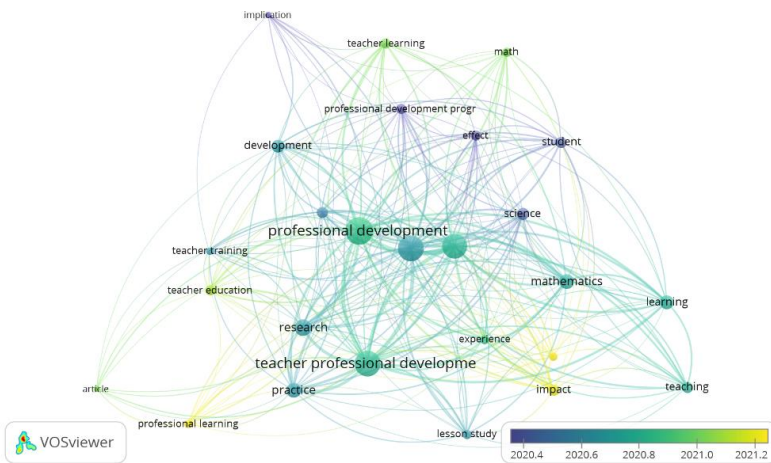 implication
teacher learning
math
professional development progr
effect
student
development
science
professional development
teacher training
mathematics
teacher education
learning
research
experience
teacher professional developme
article
practice
impact
teaching
professional learning
lesson study
VOSviewer
2020.4 2020.6 2020.8 2021.0 2021.2